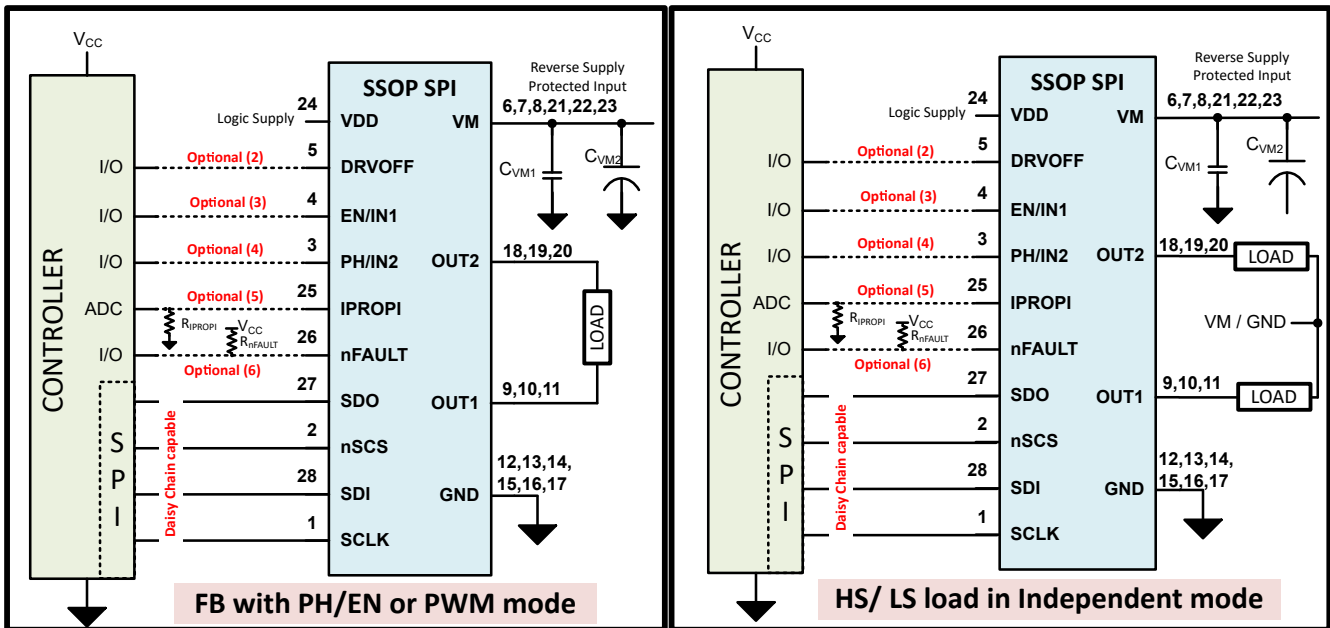 VCC
CONTROLLER
I/O
I/O
I/O
ADC
I/O
SPI
Logic Supply
Optional (2)
Optional (3)
Optional (4)
Optional (5)
RIPROPI
VCC
RnFAULT
Optional (6)
Daisy Chain capable
24
5
4
3
25
26
27
2
28
1
SSOP SPI
VDD
DRVOFF
EN/IN1
PH/IN2
IPROPI
nFAULT
SDO
nSCS
SDI
SCLK
VM
OUT2
OUT1
GND
Reverse Supply
Protected Input
6,7,8,21,22,23
CVM1
CVM2
18,19,20
LOAD
9,10,11
12,13,14,
15,16,17
FB with PH/EN or PWM mode
VCC
CONTROLLER
I/O
I/O
I/O
ADC
I/O
SPI
Logic Supply
Optional (2)
Optional (3)
Optional (4)
Optional (5)
RIPROPI
VCC
RnFAULT
Optional (6)
Daisy Chain capable
24
5
4
3
25
26
27
2
28
1
SSOP SPI
VDD
DRVOFF
EN/IN1
PH/IN2
IPROPI
nFAULT
SDO
nSCS
SDI
SCLK
VM
OUT2
OUT1
GND
Reverse Supply
Protected Input
6,7,8,21,22,23
CVM1
CVM2
18,19,20
LOAD
VM / GND
9,10,11
LOAD
12,13,14,
15,16,17
HS/ LS load in Independent mode